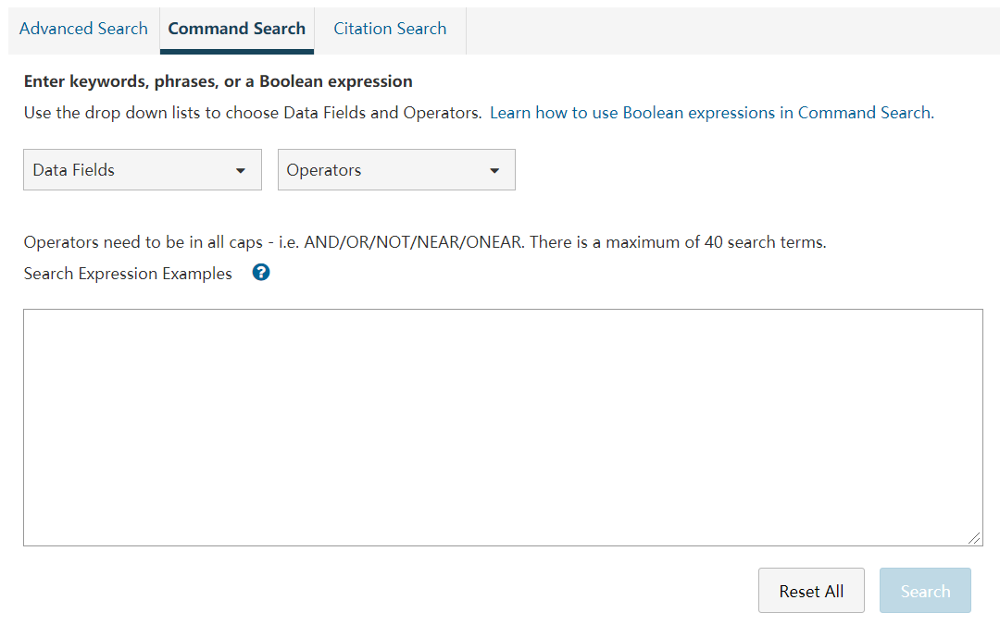 Advanced Search Command Search Citation Search
Enter keywords, phrases, or a Boolean expression
Use the drop down lists to choose Data Fields and Operators. Learn how to use Boolean expressions in Command Search.
Data Fields Operators
Operators need to be in all caps - i.e. AND/OR/NOT/NEAR/ONEAR. There is a maximum of 40 search terms.
Search Expression Examples ?
Reset All Search